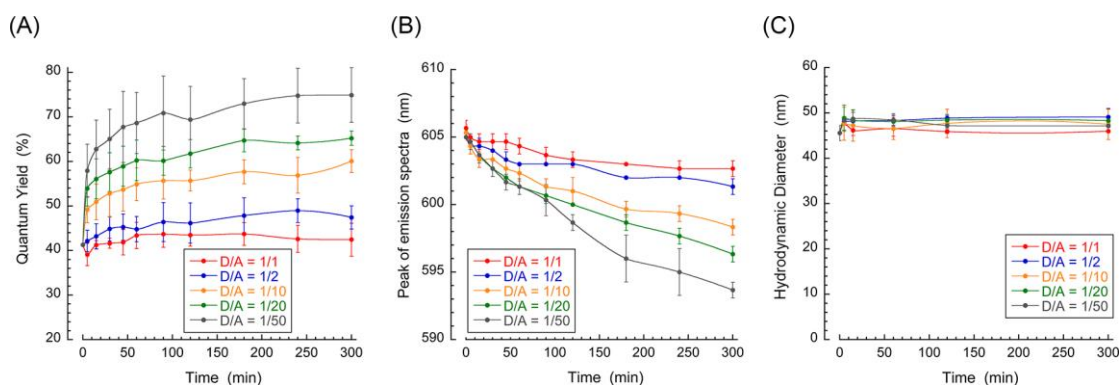 (A)
Quantum Yield (%)
80
70
60
50
40
30
20
D/A = 1/1
D/A = 1/2
D/A = 1/10
D/A = 1/20
D/A = 1/50
0 50 100 150 200 250 300
Time (min)
(B)
Peak of emission spectra (nm)
610
605
600
595
590
D/A = 1/1
D/A = 1/2
D/A = 1/10
D/A = 1/20
D/A = 1/50
0 50 100 150 200 250 300
Time (min)
(C)
Hydrodynamic Diameter (nm)
60
50
40
30
20
10
0
D/A = 1/1
D/A = 1/2
D/A = 1/10
D/A = 1/20
D/A = 1/50
0 50 100 150 200 250 300
Time (min)